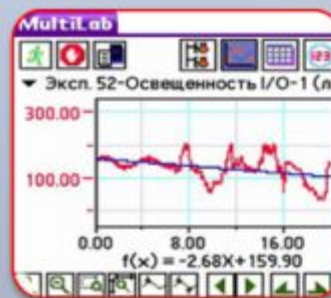 MultiLab
123
Эксп. 52-Освещенность I/O-1 (л
300.00
100.00
0.00 8.00 16.00
f(x) = -2.68X+159.90